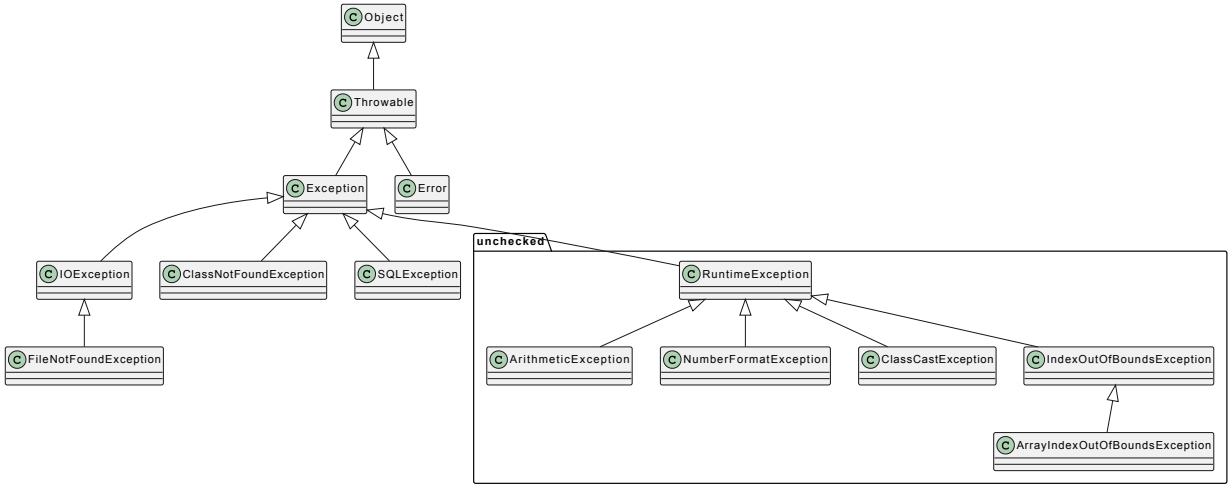 C Object
C Throwable
C Exception
C Error
unchecked
C IOException
C ClassNotFoundException
C SQLException
C RuntimeException
C FileNotFoundException
C ArithmeticException
C NumberFormatException
C ClassCastException
C IndexOutOfBoundsException
C ArrayIndexOutOfBoundsException